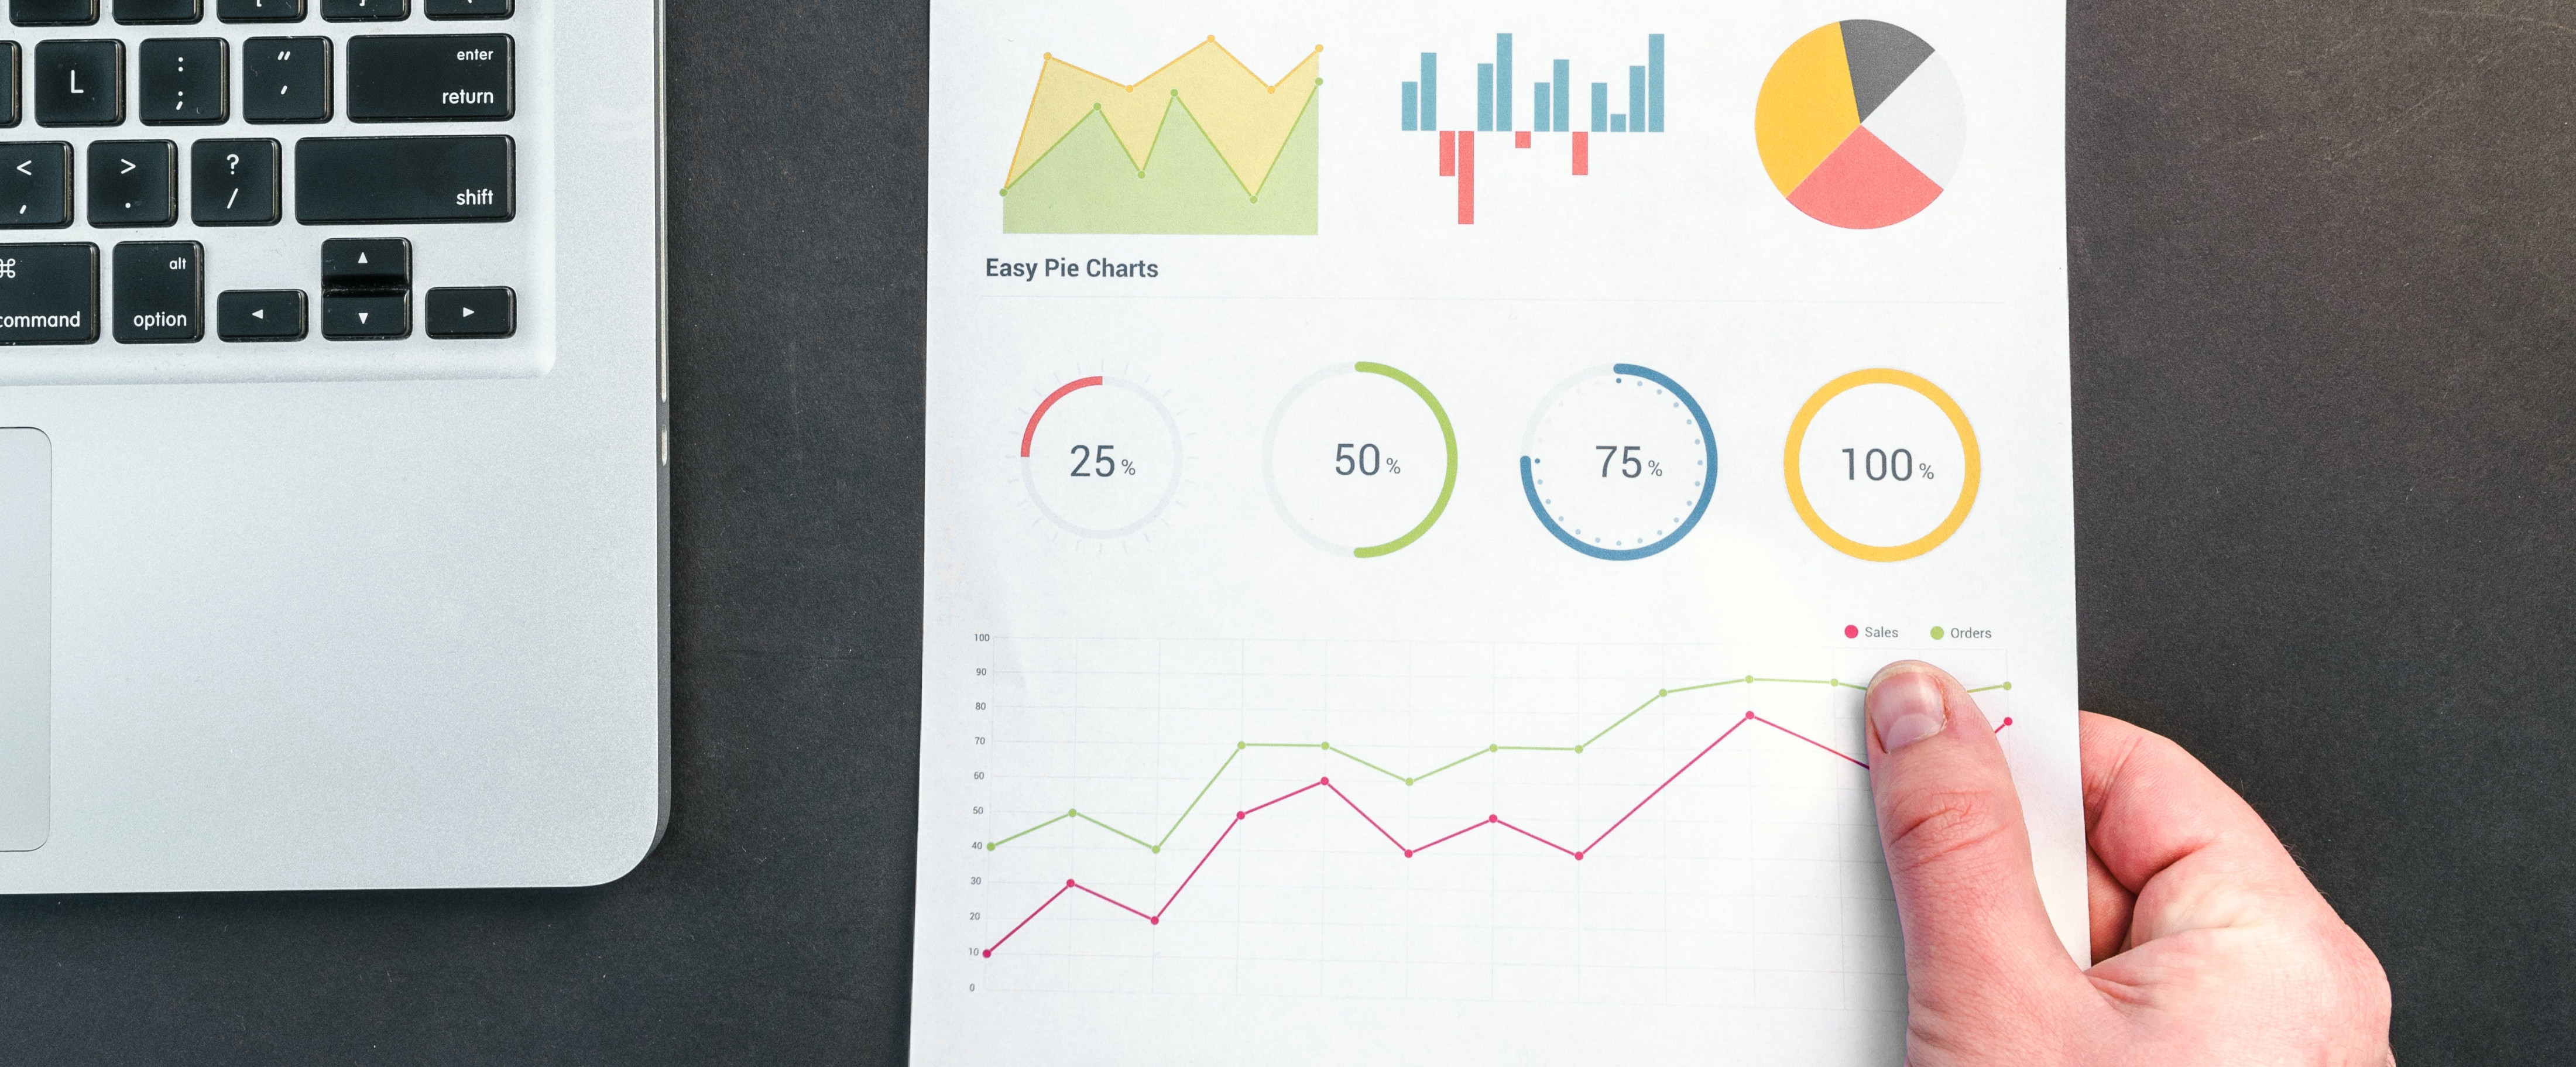 [ ] \
L : ; " , enter return
< , > . ? / shift
⌘ command alt option ◄ ▲ ▼ ►
Easy Pie Charts
25 %
50 %
75 %
100 %
Sales Orders
100
90
80
70
60
50
40
30
20
10
0